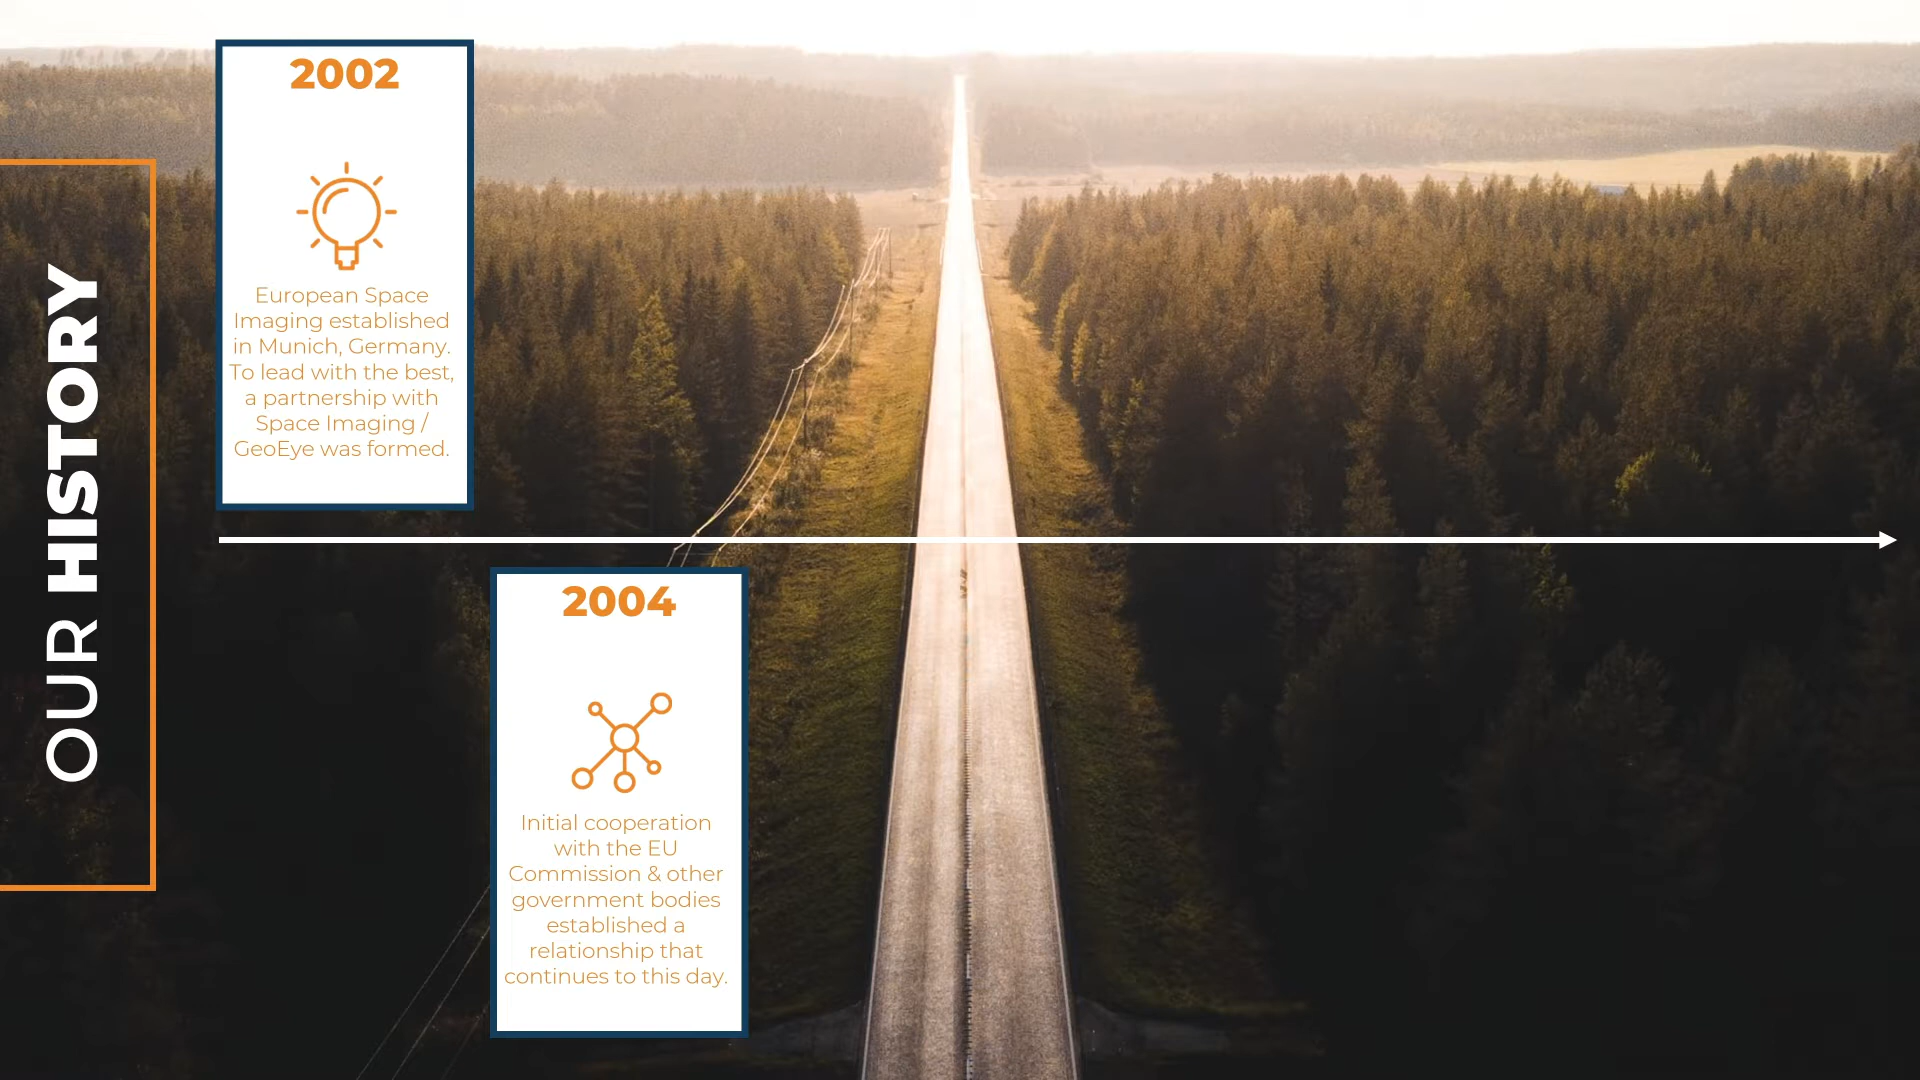 OUR HISTORY
2002
European Space
Imaging established
in Munich, Germany.
To lead with the best,
a partnership with
Space Imaging /
GeoEye was formed.
2004
Initial cooperation
with the EU
Commission & other
government bodies
established a
relationship that
continues to this day.